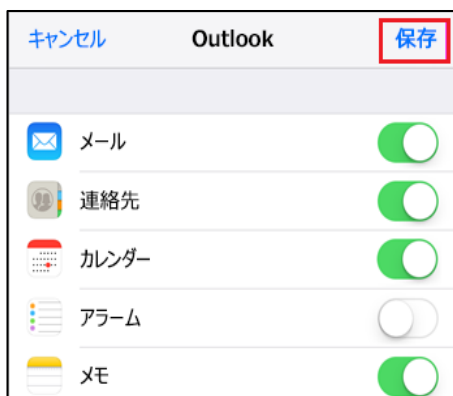 キャンセル Outlook 保存
メール
連絡先
カレンダー
アラーム
メモ